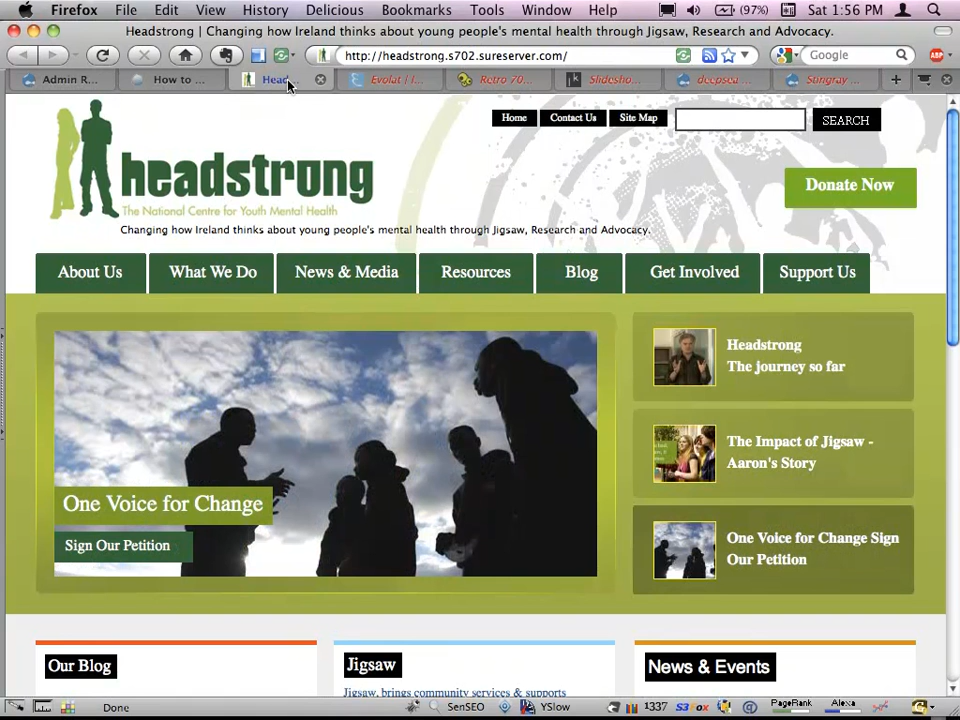 Firefox File Edit View History Delicious Bookmarks Tools Window Help (97%) Sat 1:56 PM
Headstrong | Changing how Ireland thinks about young people's mental health through Jigsaw, Research and Advocacy.
http://headstrong.s702.sureserver.com/ Google ABP
Admin R... How to ... Head... Evolat | I... Retro 70... Slidesho... deepsea... Stingray ...
Home Contact Us Site Map SEARCH
headstrong
The National Centre for Youth Mental Health
Donate Now
Changing how Ireland thinks about young people's mental health through Jigsaw, Research and Advocacy.
About Us What We Do News & Media Resources Blog Get Involved Support Us
Headstrong
The journey so far
The Impact of Jigsaw -
Aaron's Story
One Voice for Change
Sign Our Petition
One Voice for Change Sign
Our Petition
Our Blog Jigsaw News & Events
Jigsaw, brings community services & supports
Done SenSEO YSlow 1337 S3Fox PageRank Alexa